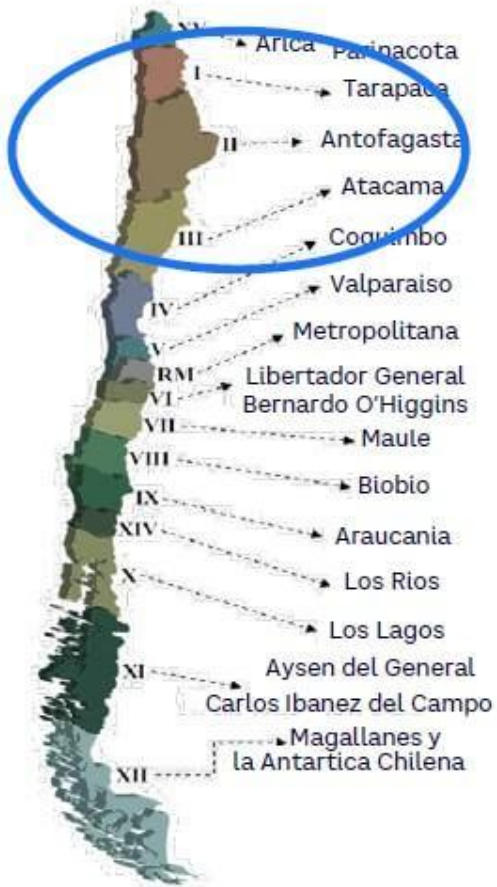 XV Arica Parinacota
I Tarapaca
II Antofagasta
Atacama
III
Coquimbo
IV
Valparaiso
V
Metropolitana
RM
Libertador General
VI
Bernardo O'Higgins
VII
Maule
VIII
Biobio
IX
Araucania
XIV
Los Rios
X
Los Lagos
Aysen del General
XI
Carlos Ibanez del Campo
Magallanes y
la Antartica Chilena
XII